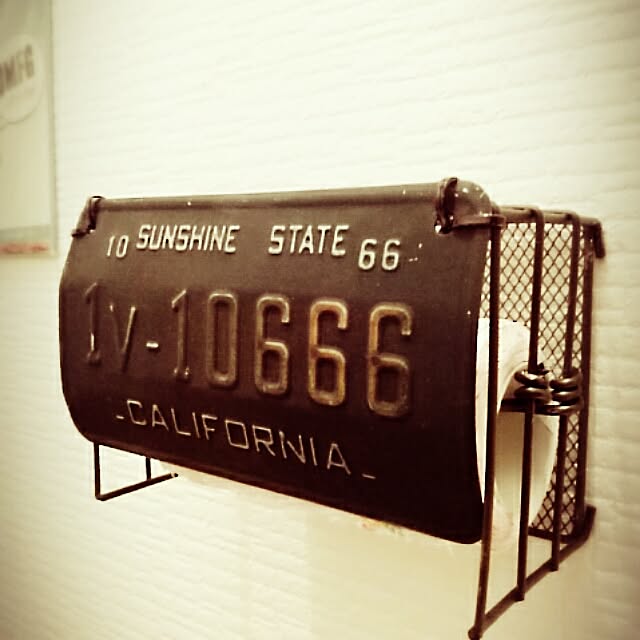 10 SUNSHINE STATE 66
1V-10666
-CALIFORNIA-